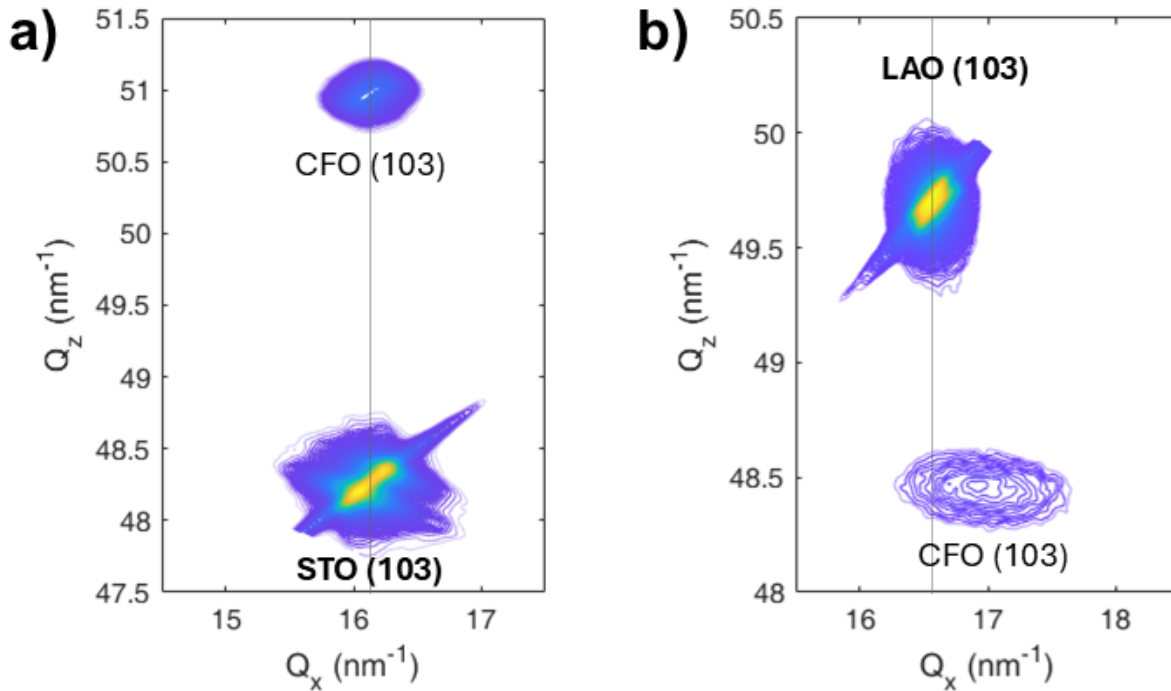 a)
51.5
51
50.5
50
49.5
49
48.5
48
47.5
Q_z (nm^-1)
CFO (103)
STO (103)
15 16 17
Q_x (nm^-1)
b)
50.5
50
49.5
49
48.5
48
Q_z (nm^-1)
LAO (103)
CFO (103)
16 17 18
Q_x (nm^-1)